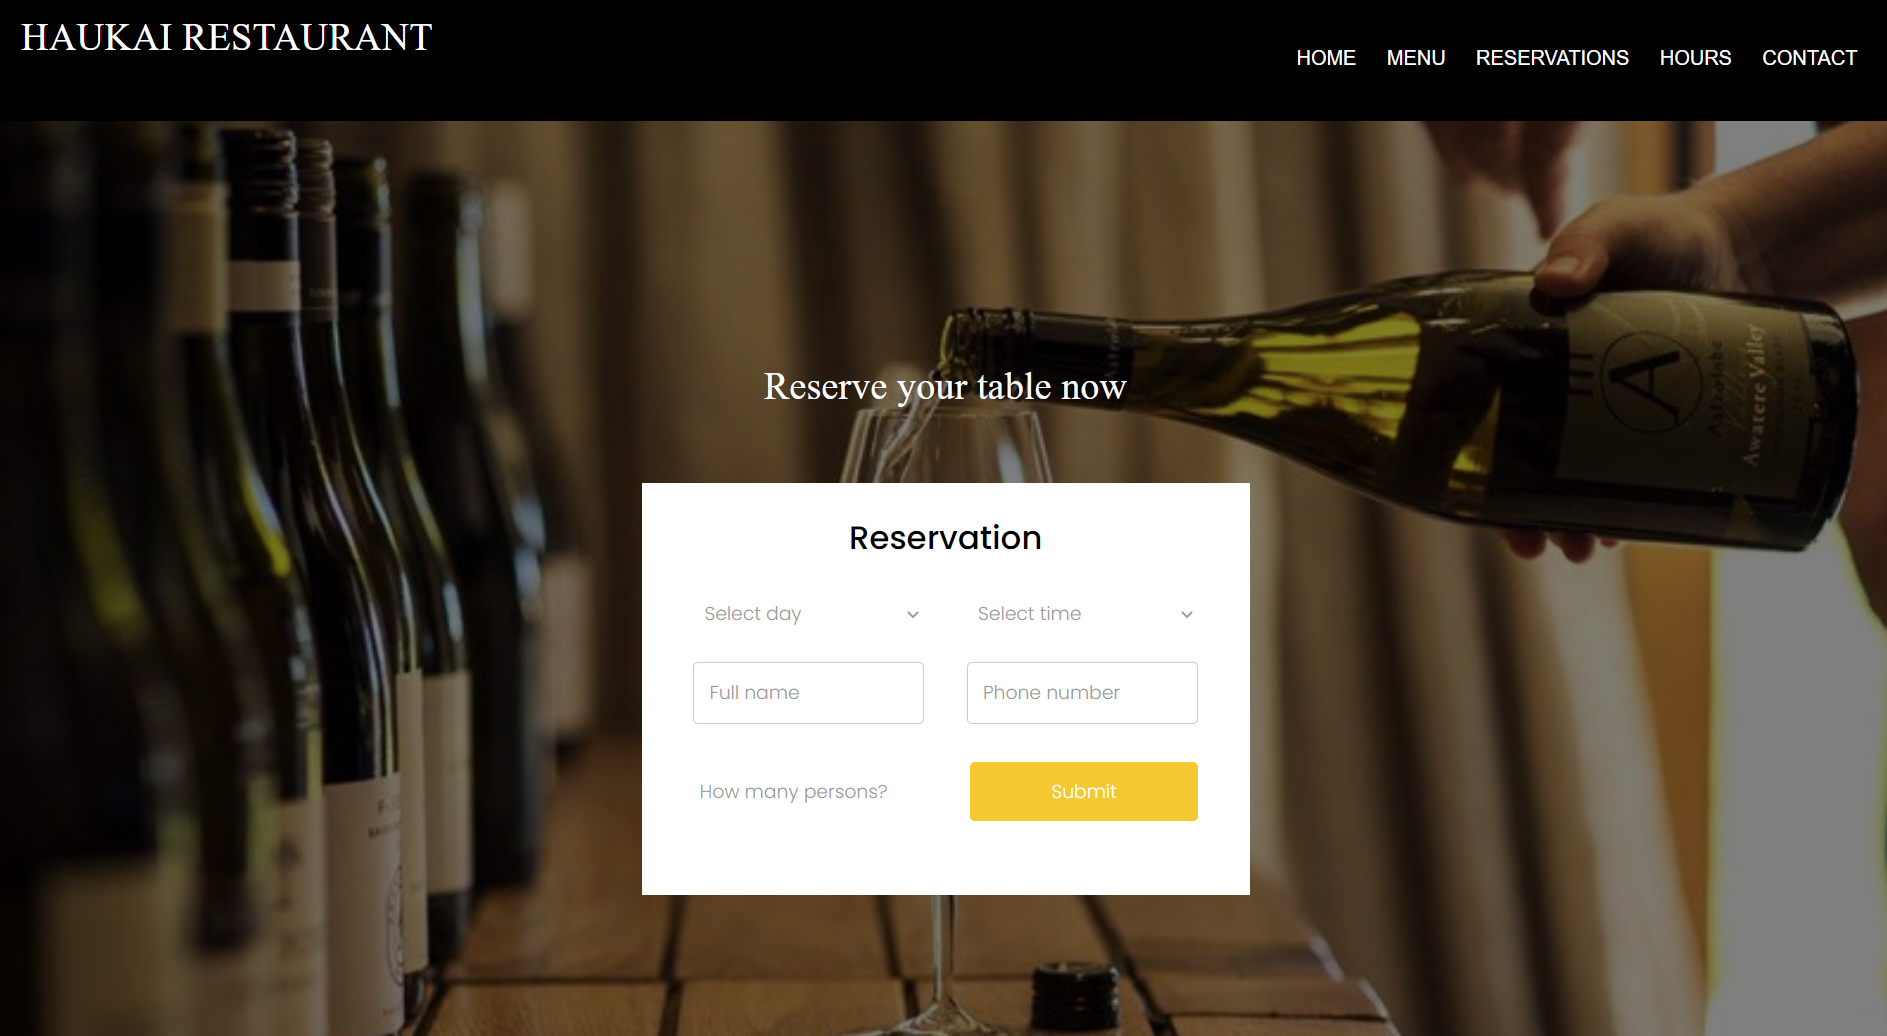 HAUKAI RESTAURANT
HOME MENU RESERVATIONS HOURS CONTACT
Reserve your table now
A
Astrolabe
Awatere Valley
Reservation
Select day
Select time
Full name
Phone number
How many persons?
Submit